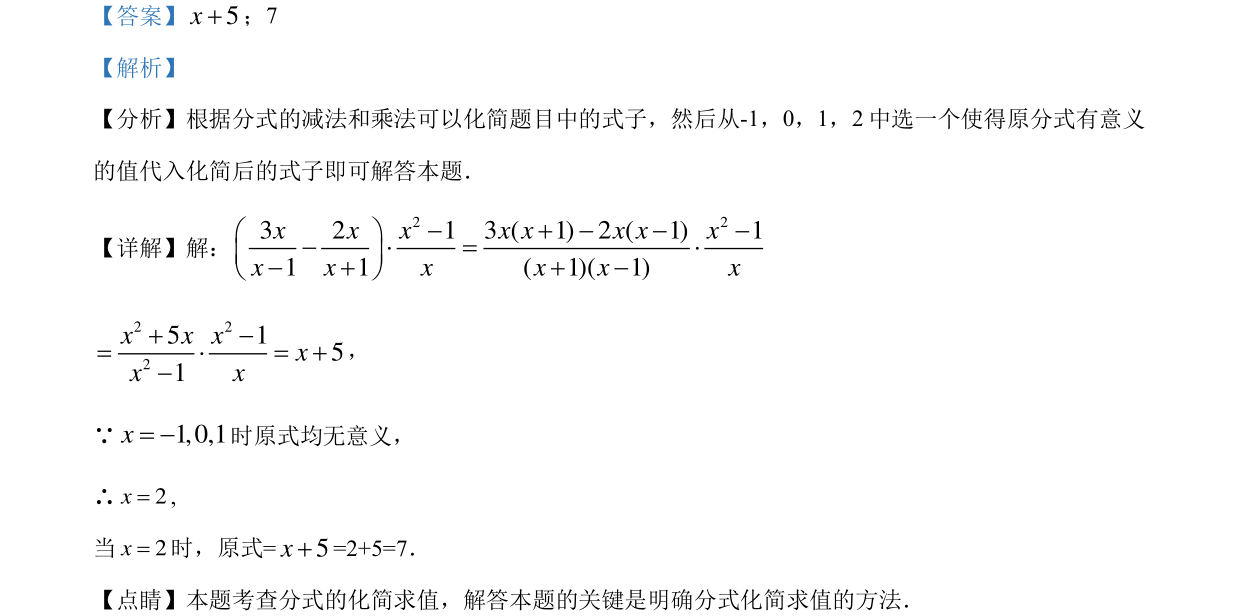 【答案】x+5；7
【解析】
【分析】根据分式的减法和乘法可以化简题目中的式子，然后从-1，0，1，2中选一个使得原分式有意义
的值代入化简后的式子即可解答本题．
【详解】解：(3x/(x−1) − 2x/(x+1))·(x²−1)/x = (3x(x+1)−2x(x−1))/((x+1)(x−1))·(x²−1)/x
= (x²+5x)/(x²−1)·(x²−1)/x = x+5，
∵x=−1,0,1时原式均无意义，
∴x=2，
当x=2时，原式=x+5=2+5=7．
【点睛】本题考查分式的化简求值，解答本题的关键是明确分式化简求值的方法．